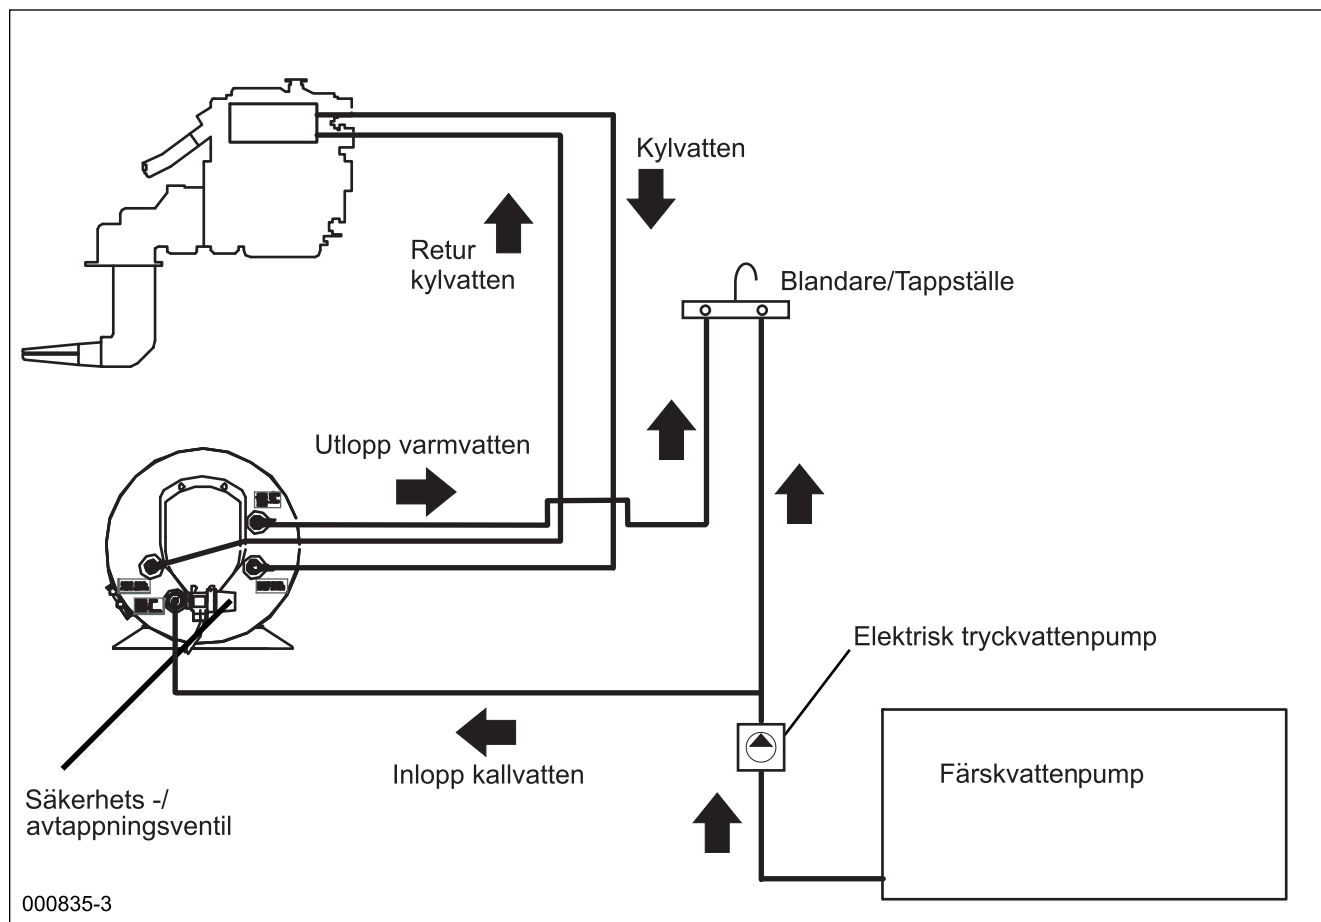 Kylvatten
Retur
kylvatten
Blandare/Tappställe
Utlopp varmvatten
Elektrisk tryckvattenpump
Inlopp kallvatten
Färskvattenpump
Säkerhets -/
avtappningsventil
000835-3